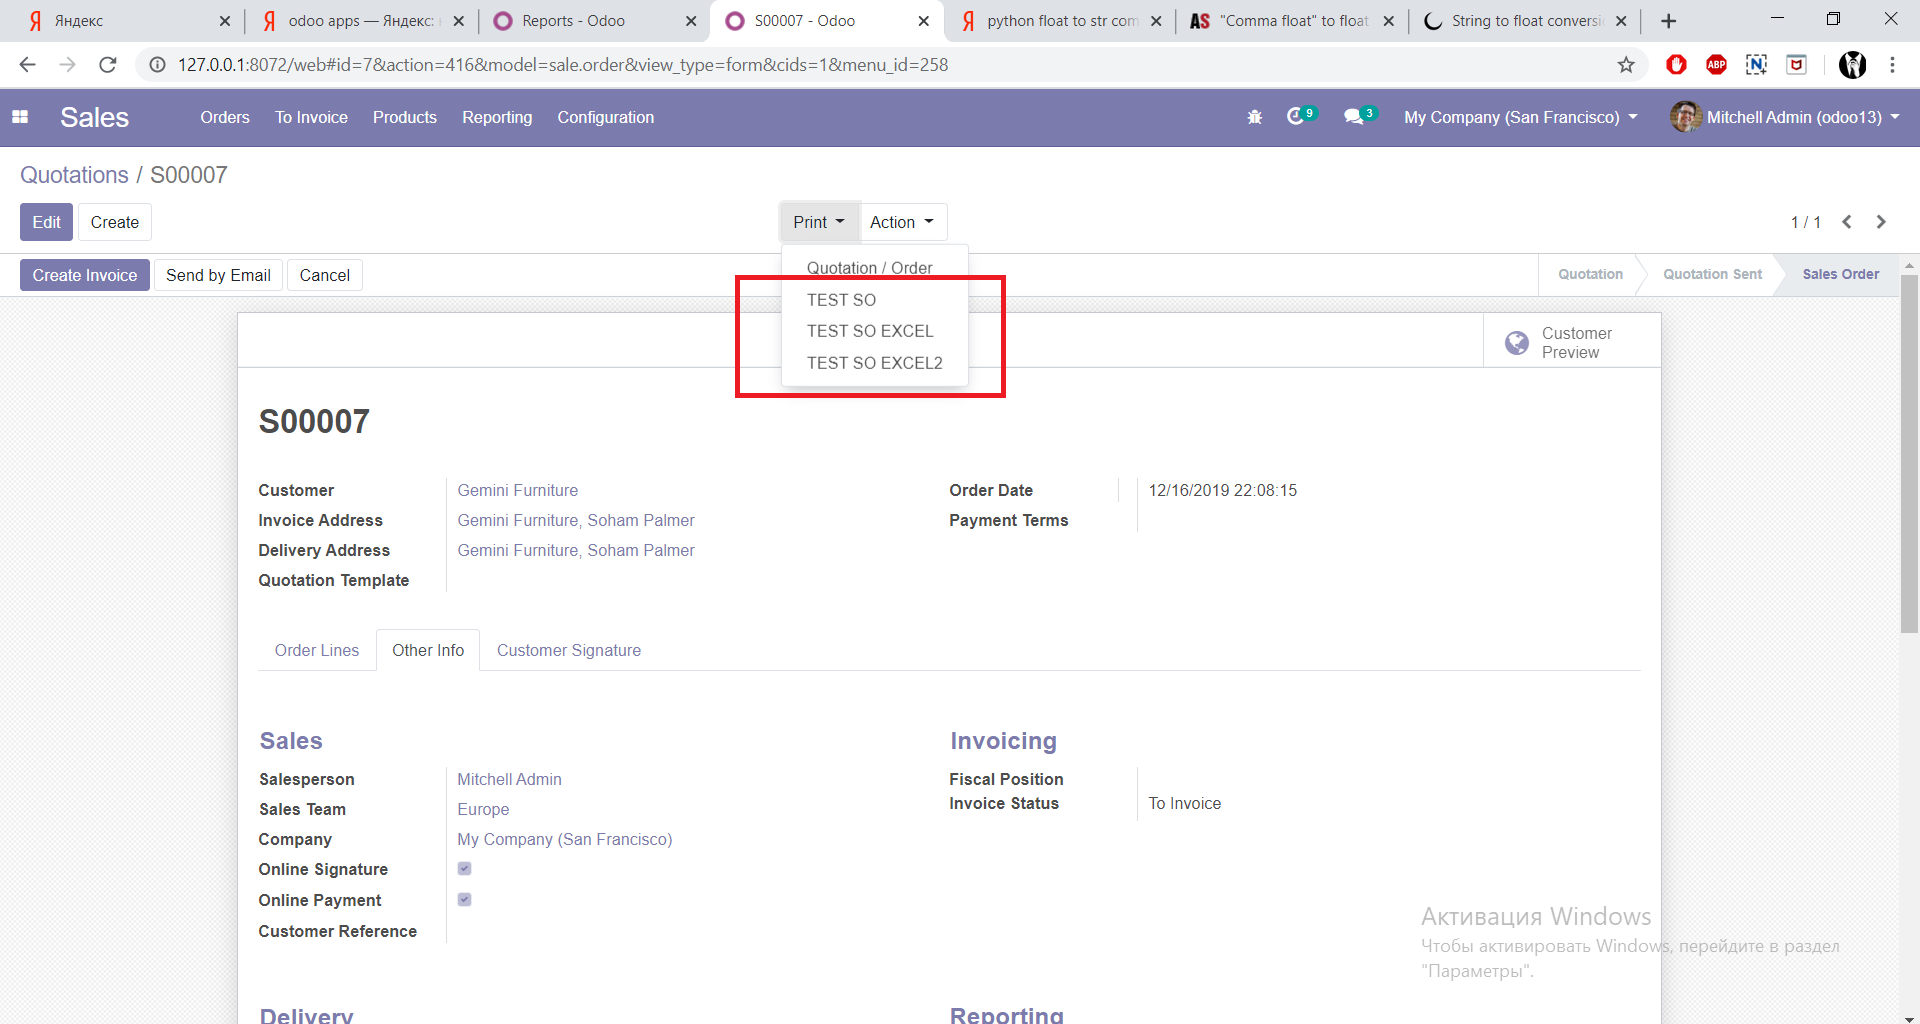 Яндекс
odoo apps — Яндекс:
Reports - Odoo
S00007 - Odoo
python float to str com
AS "Comma float" to float
String to float conversi
127.0.0.1:8072/web#id=7&action=416&model=sale.order&view_type=form&cids=1&menu_id=258
ABP
Sales
Orders
To Invoice
Products
Reporting
Configuration
9
3
My Company (San Francisco)
Mitchell Admin (odoo13)
Quotations / S00007
Edit
Create
Print
Action
1 / 1
Quotation / Order
TEST SO
TEST SO EXCEL
TEST SO EXCEL2
Create Invoice
Send by Email
Cancel
Quotation
Quotation Sent
Sales Order
Customer
Preview
S00007
Customer
Gemini Furniture
Invoice Address
Gemini Furniture, Soham Palmer
Delivery Address
Gemini Furniture, Soham Palmer
Quotation Template
Order Date
12/16/2019 22:08:15
Payment Terms
Order Lines
Other Info
Customer Signature
Sales
Salesperson
Mitchell Admin
Sales Team
Europe
Company
My Company (San Francisco)
Online Signature
Online Payment
Customer Reference
Invoicing
Fiscal Position
Invoice Status
To Invoice
Delivery
Reporting
Активация Windows
Чтобы активировать Windows, перейдите в раздел
"Параметры".